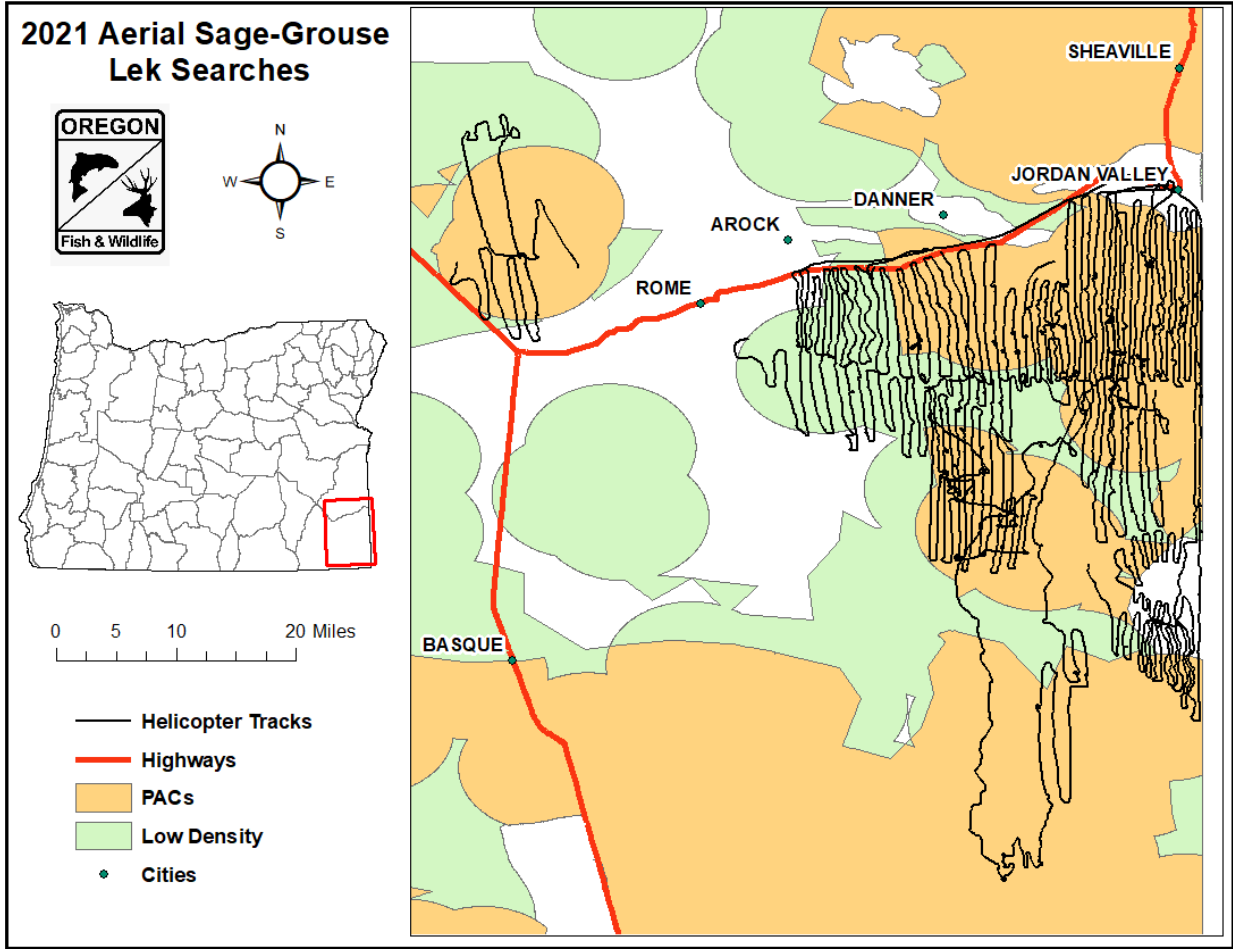 2021 Aerial Sage-Grouse
Lek Searches
OREGON
Fish & Wildlife
N
W
E
S
0 5 10 20 Miles
Helicopter Tracks
Highways
PACs
Low Density
Cities
SHEAVILLE
JORDAN VALLEY
DANNER
AROCK
ROME
BASQUE